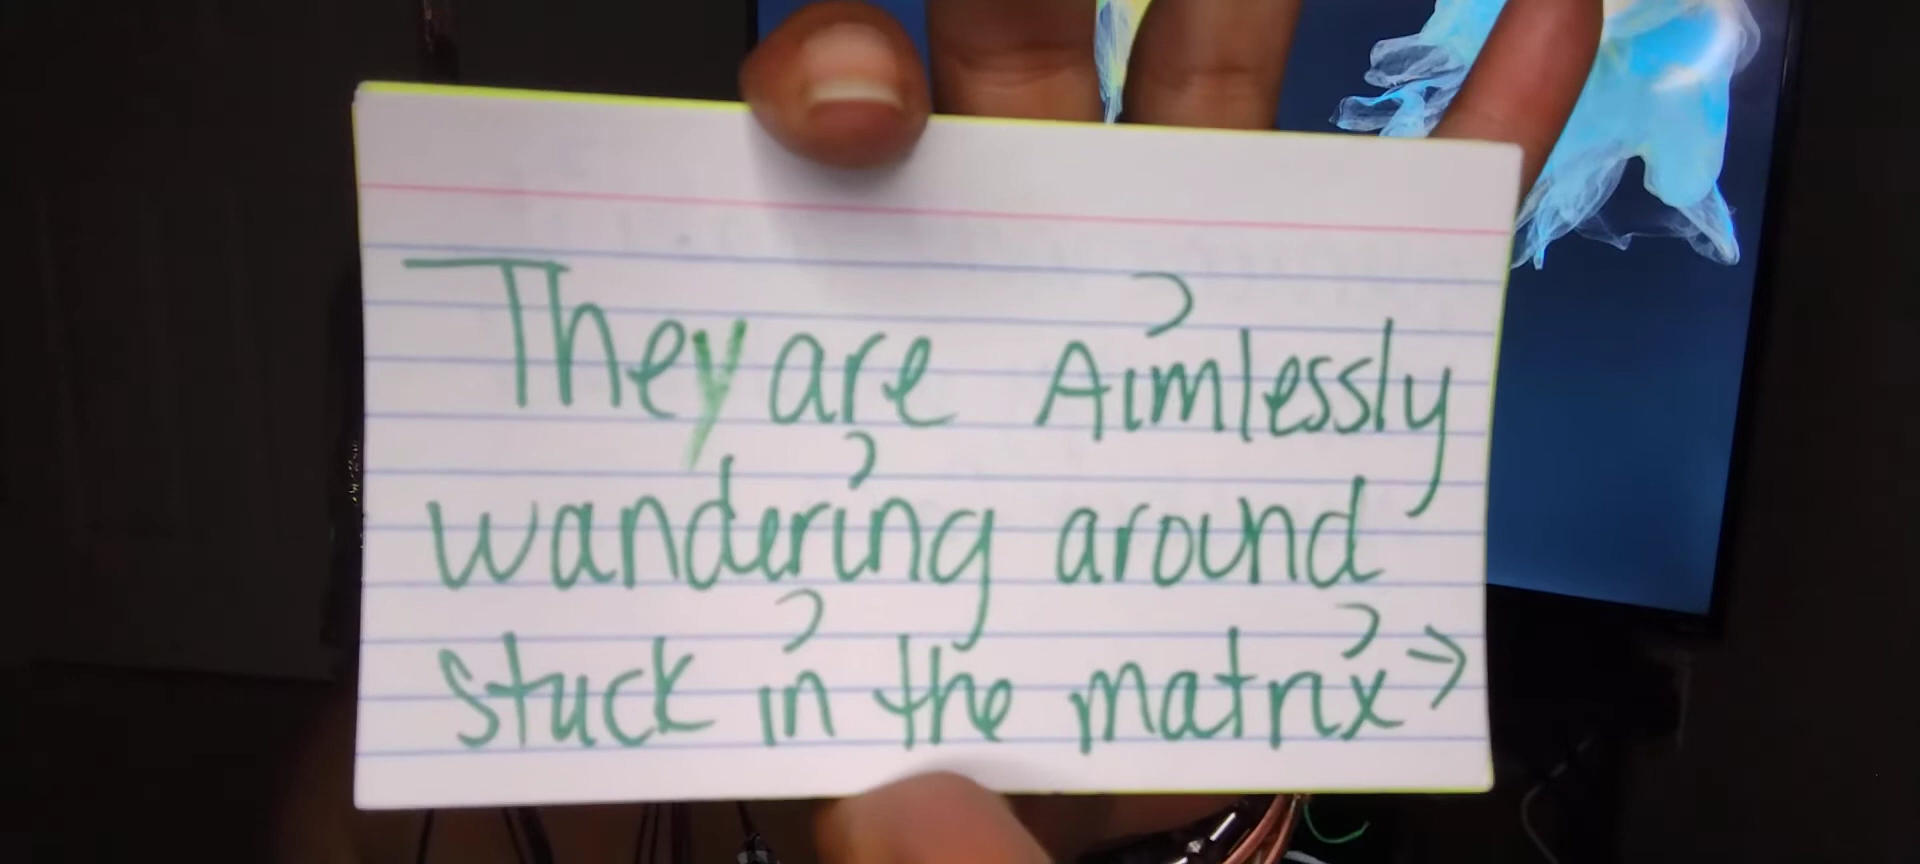 They are Aimlessly
wandering around
stuck in the matrix →